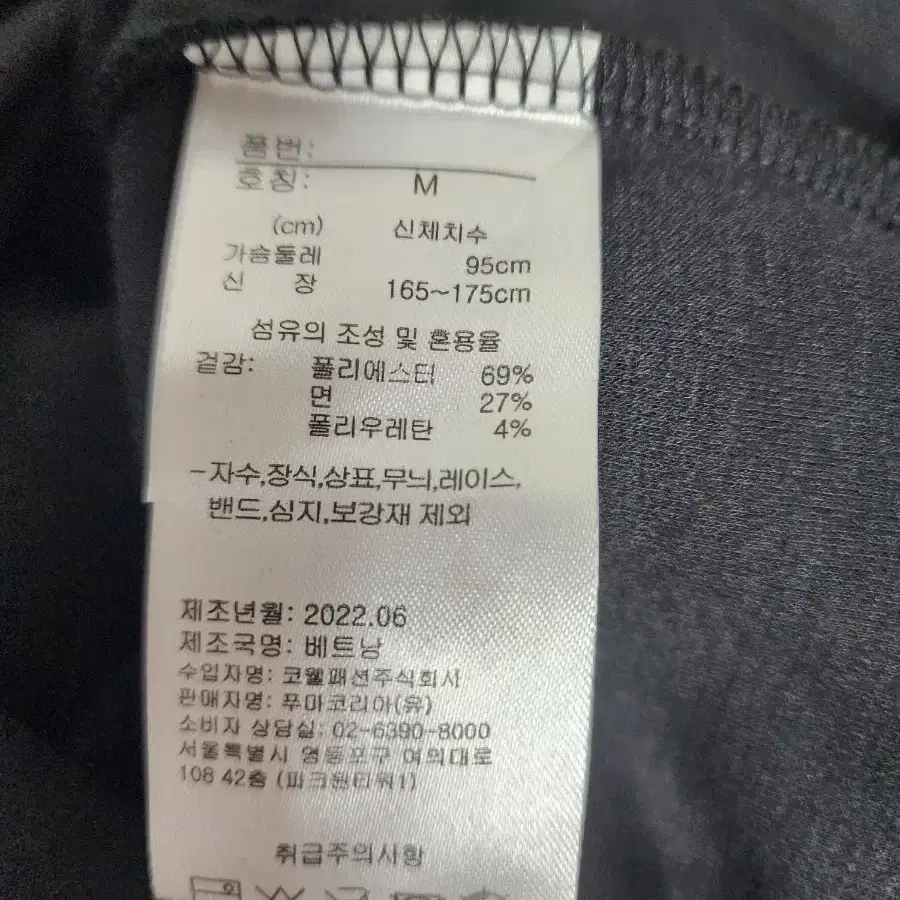 품번:
호칭: M
(cm) 신체치수
가슴둘레 95cm
신 장 165~175cm
섬유의 조성 및 혼용율
겉감: 폴리에스터 69%
면 27%
폴리우레탄 4%
-자수,장식,상표,무늬,레이스,
밴드,심지,보강재 제외
제조년월: 2022.06
제조국명: 베트낭
수입자명: 코웰패션주식회사
판매자명: 푸마코리아(유)
소비자 상담실: 02-6390-8000
서울특별시 영등포구 여의대로
108 42층 (파크원타워1)
취급주의사항